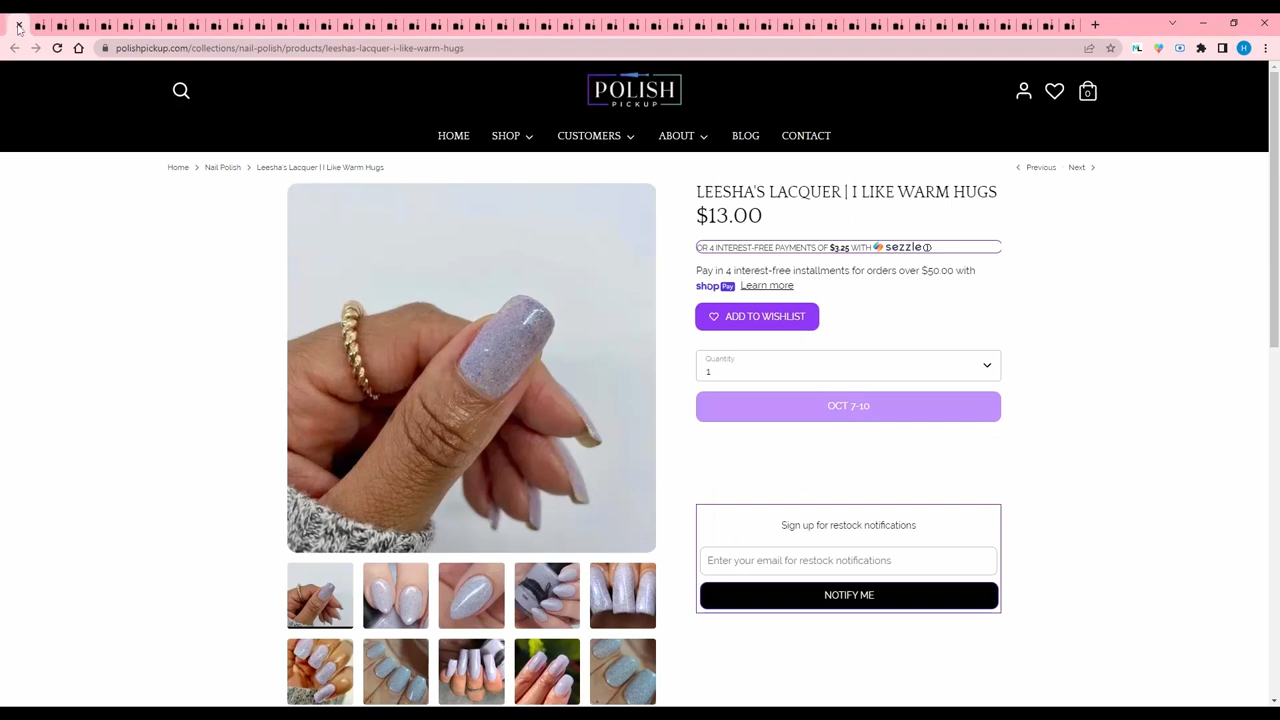 polishpickup.com/collections/nail-polish/products/leeshas-lacquer-i-like-warm-hugs
ML
H
POLISH
PICKUP
0
HOME
SHOP
CUSTOMERS
ABOUT
BLOG
CONTACT
Home > Nail Polish > Leesha's Lacquer | I Like Warm Hugs
< Previous · Next >
LEESHA'S LACQUER | I LIKE WARM HUGS
$13.00
OR 4 INTEREST-FREE PAYMENTS OF $3.25 WITH sezzle ⓘ
Pay in 4 interest-free installments for orders over $50.00 with
shop Pay Learn more
ADD TO WISHLIST
Quantity
1
OCT 7-10
Sign up for restock notifications
Enter your email for restock notifications
NOTIFY ME